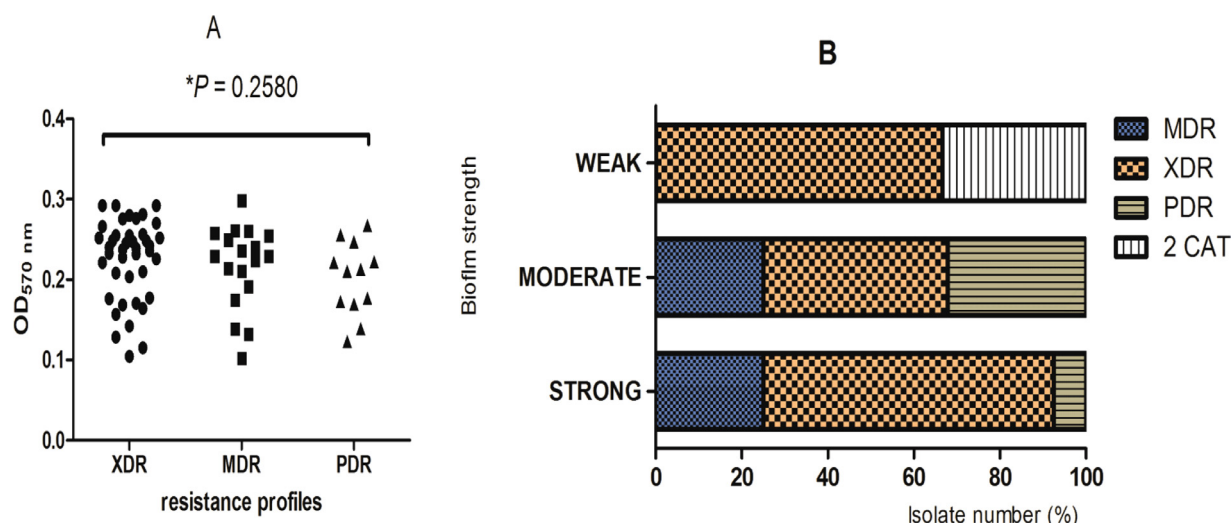 A
*P = 0.2580
0.4
0.3
0.2
0.1
0.0
OD570 nm
XDR MDR PDR
resistance profiles
B
Bioflm strength
WEAK
MODERATE
STRONG
0 20 40 60 80 100
Isolate number (%)
MDR
XDR
PDR
2 CAT